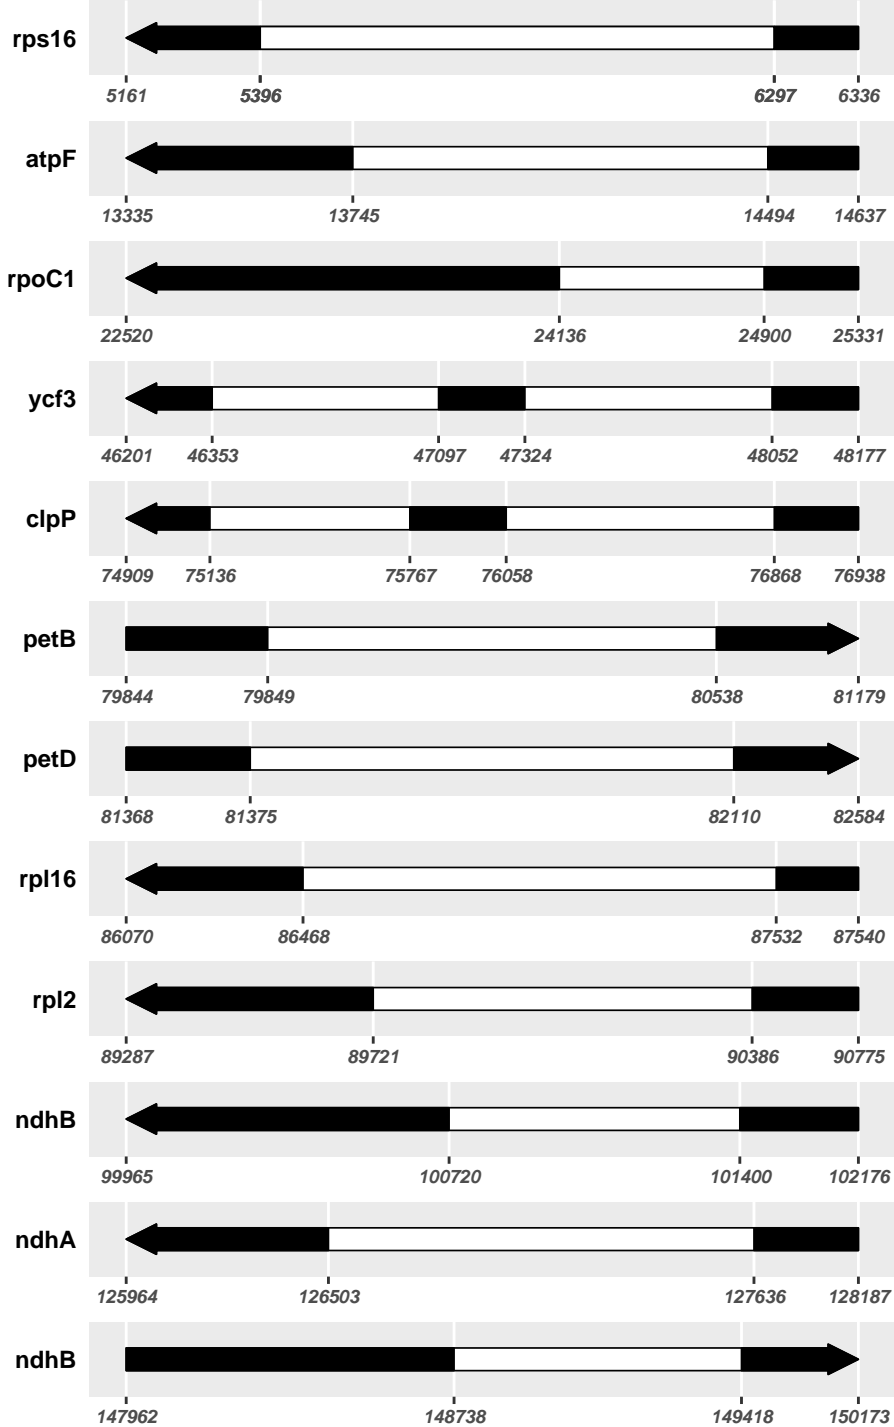 rps16
5161 5396 6297 6336
atpF
13335 13745 14494 14637
rpoC1
22520 24136 24900 25331
ycf3
46201 46353 47097 47324 48052 48177
clpP
74909 75136 75767 76058 76868 76938
petB
79844 79849 80538 81179
petD
81368 81375 82110 82584
rpl16
86070 86468 87532 87540
rpl2
89287 89721 90386 90775
ndhB
99965 100720 101400 102176
ndhA
125964 126503 127636 128187
ndhB
147962 148738 149418 150173